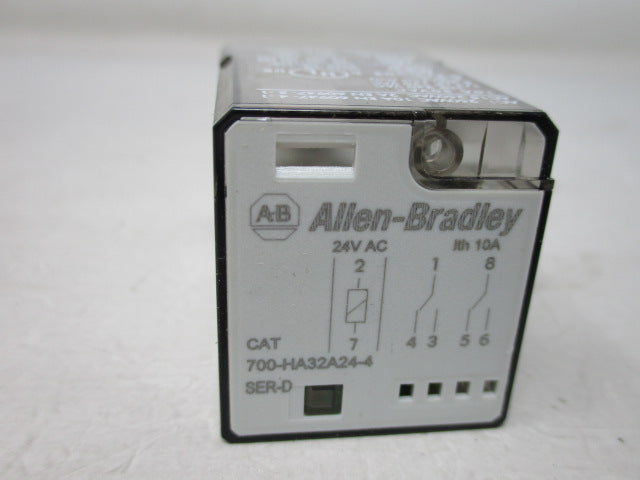 A-B Allen-Bradley
24V AC Ith 10A
2 1 8
7 4 3 5 6
CAT
700-HA32A24-4
SER-D